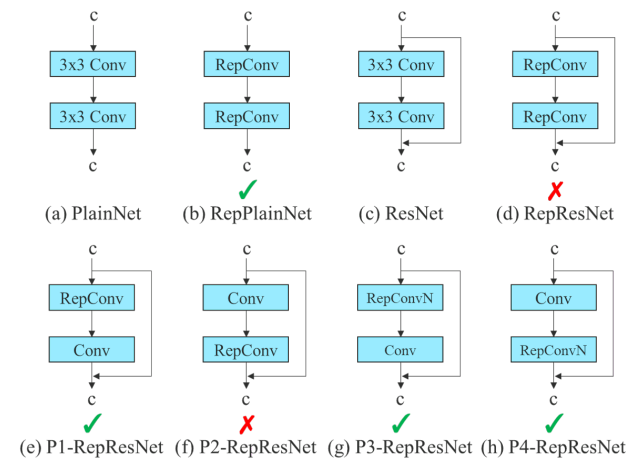 c c c c
3x3 Conv RepConv 3x3 Conv RepConv
3x3 Conv RepConv 3x3 Conv RepConv
c c c c
(a) PlainNet (b) RepPlainNet (c) ResNet (d) RepResNet
c c c c
RepConv Conv RepConvN Conv
Conv RepConv Conv RepConvN
c c c c
(e) P1-RepResNet (f) P2-RepResNet (g) P3-RepResNet (h) P4-RepResNet